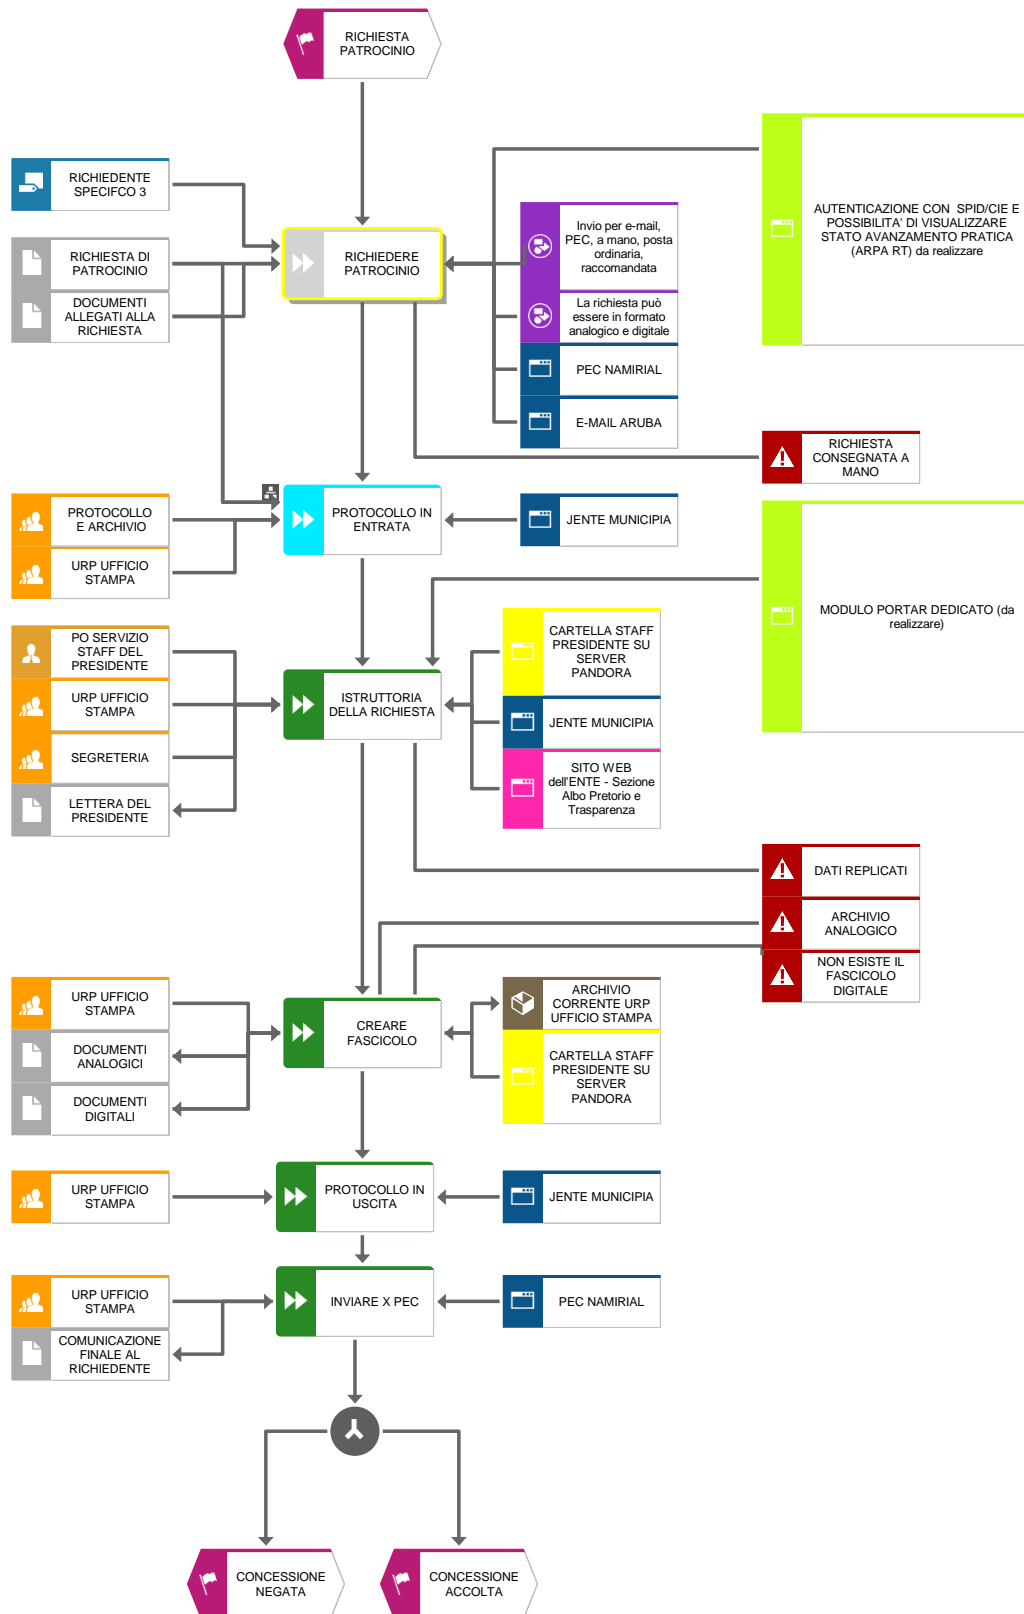 RICHIESTA
PATROCINIO
RICHIEDENTE
SPECIFCO 3
RICHIESTA DI
PATROCINIO
DOCUMENTI
ALLEGATI ALLA
RICHIESTA
RICHIEDERE
PATROCINIO
Invio per e-mail,
PEC, a mano, posta
ordinaria,
raccomandata
La richiesta può
essere in formato
analogico e digitale
PEC NAMIRIAL
E-MAIL ARUBA
AUTENTICAZIONE CON SPID/CIE E
POSSIBILITA' DI VISUALIZZARE
STATO AVANZAMENTO PRATICA
(ARPA RT) da realizzare
RICHIESTA
CONSEGNATA A
MANO
PROTOCOLLO
E ARCHIVIO
URP UFFICIO
STAMPA
PROTOCOLLO IN
ENTRATA
JENTE MUNICIPIA
MODULO PORTAR DEDICATO (da
realizzare)
PO SERVIZIO
STAFF DEL
PRESIDENTE
URP UFFICIO
STAMPA
SEGRETERIA
LETTERA DEL
PRESIDENTE
ISTRUTTORIA
DELLA RICHIESTA
CARTELLA STAFF
PRESIDENTE SU
SERVER
PANDORA
JENTE MUNICIPIA
SITO WEB
dell'ENTE - Sezione
Albo Pretorio e
Trasparenza
DATI REPLICATI
ARCHIVIO
ANALOGICO
NON ESISTE IL
FASCICOLO
DIGITALE
URP UFFICIO
STAMPA
DOCUMENTI
ANALOGICI
DOCUMENTI
DIGITALI
CREARE
FASCICOLO
ARCHIVIO
CORRENTE URP
UFFICIO STAMPA
CARTELLA STAFF
PRESIDENTE SU
SERVER
PANDORA
URP UFFICIO
STAMPA
PROTOCOLLO IN
USCITA
JENTE MUNICIPIA
URP UFFICIO
STAMPA
COMUNICAZIONE
FINALE AL
RICHIEDENTE
INVIARE X PEC
PEC NAMIRIAL
CONCESSIONE
NEGATA
CONCESSIONE
ACCOLTA